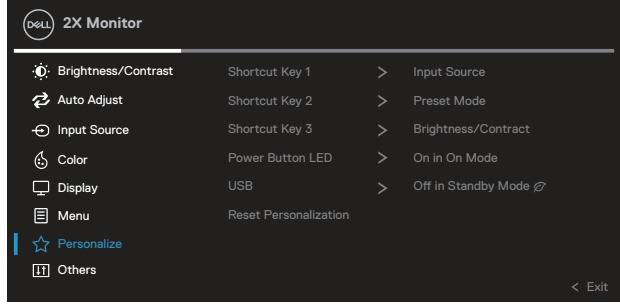 DELL 2X Monitor
Brightness/Contrast Shortcut Key 1 > Input Source
Auto Adjust Shortcut Key 2 > Preset Mode
Input Source Shortcut Key 3 > Brightness/Contract
Color Power Button LED > On in On Mode
Display USB > Off in Standby Mode
Menu Reset Personalization
Personalize
Others
< Exit